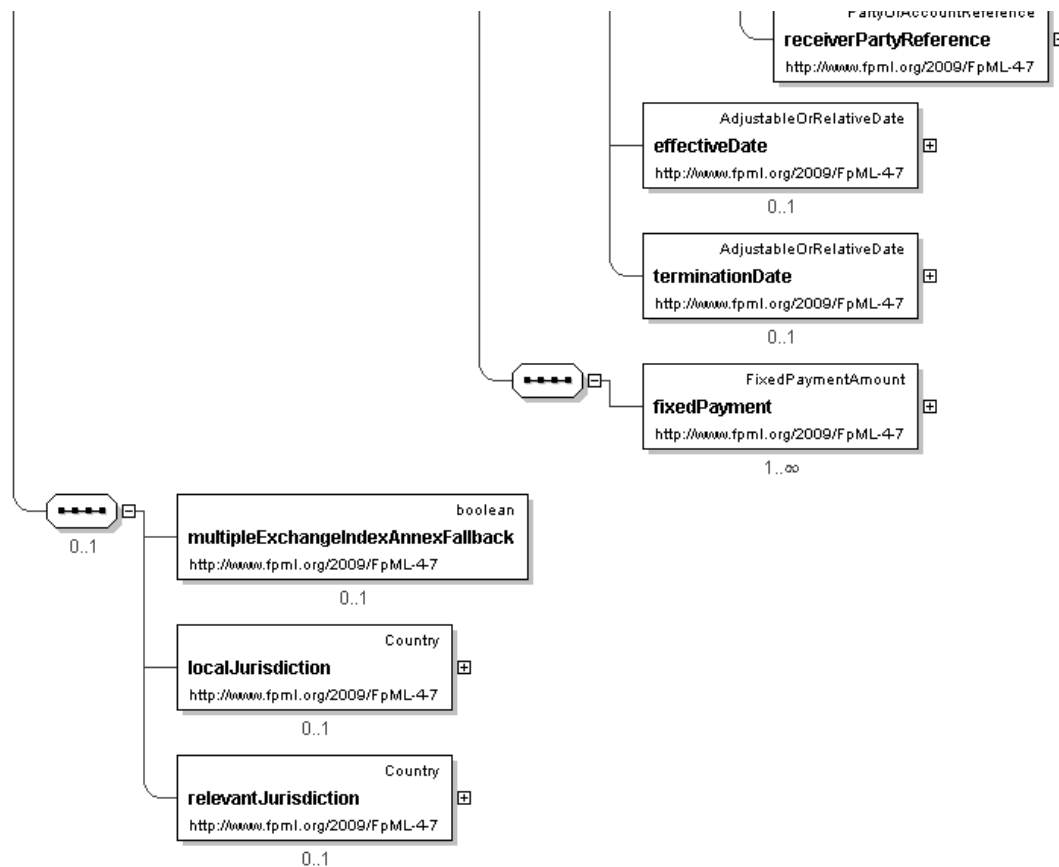 PartyOrAccountReference
receiverPartyReference
http://www.fpml.org/2009/FpML-4-7
AdjustableOrRelativeDate
effectiveDate
http://www.fpml.org/2009/FpML-4-7
0..1
AdjustableOrRelativeDate
terminationDate
http://www.fpml.org/2009/FpML-4-7
0..1
FixedPaymentAmount
fixedPayment
http://www.fpml.org/2009/FpML-4-7
1..∞
0..1
boolean
multipleExchangeIndexAnnexFallback
http://www.fpml.org/2009/FpML-4-7
0..1
Country
localJurisdiction
http://www.fpml.org/2009/FpML-4-7
0..1
Country
relevantJurisdiction
http://www.fpml.org/2009/FpML-4-7
0..1